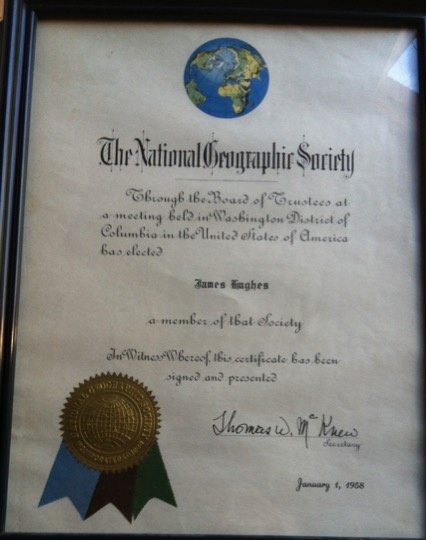 The National Geographic Society
Through the Board of Trustees at
a meeting held in Washington District of
Columbia in the United States of America
has elected
James Hughes
a member of that Society
In Witness Whereof, this certificate has been
signed and presented
Thomas W. McKnew
Secretary
January 1, 1958